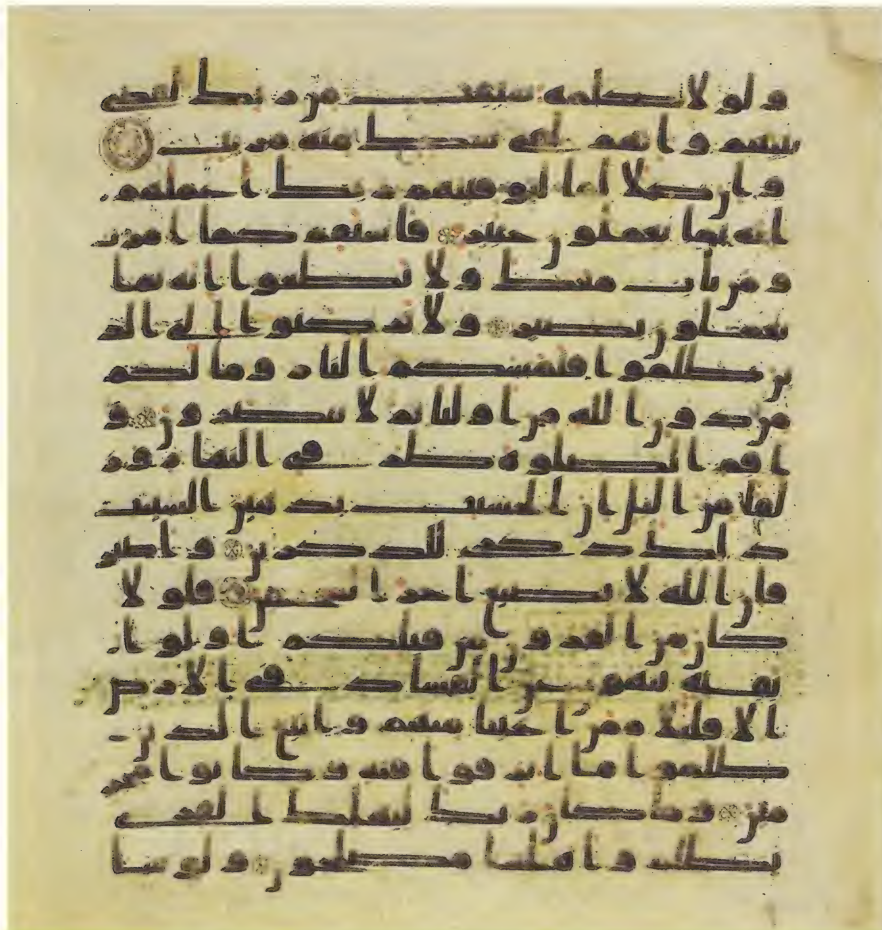 ولولا كلمة سبقت من ربك لقضى
بينهم وانهم لفى شك منه مريب
وان كلا لما ليوفينهم ربك اعملهم
انه بما يعملون خبير فاستقم كما امرت
ومن تاب معك ولا تطغوا انه بما
تعملون بصير ولا تركنوا الى الذ
ين ظلموا فتمسكم النار وما لكم
من دون الله من اوليا ثم لا تنصرون و
اقم الصلوة طرفى النهار وز
لفا من اليل ان الحسنت يذهبن السيت
ذلك ذكرى للذكرين واصبر
فان الله لا يضيع اجر المحسنين فلولا
كان من القرون من قبلكم اولوا
بقية ينهون عن الفساد فى الارض
الا قليلا ممن انجينا منهم واتبع الذين
ظلموا ما اترفوا فيه وكانوا مجر
مين وما كان ربك ليهلك القرى
بظلم واهلها مصلحون ولو شا